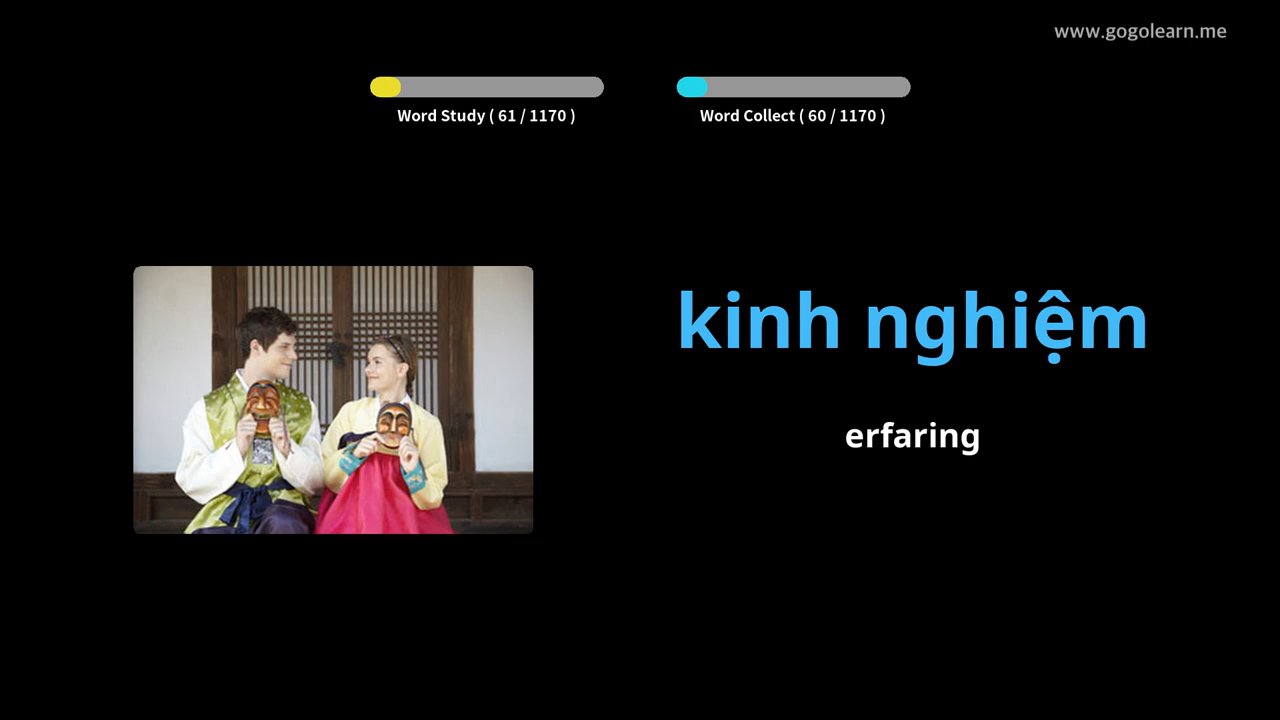 www.gogolearn.me
Word Study ( 61 / 1170 )
Word Collect ( 60 / 1170 )
kinh nghiệm
erfaring